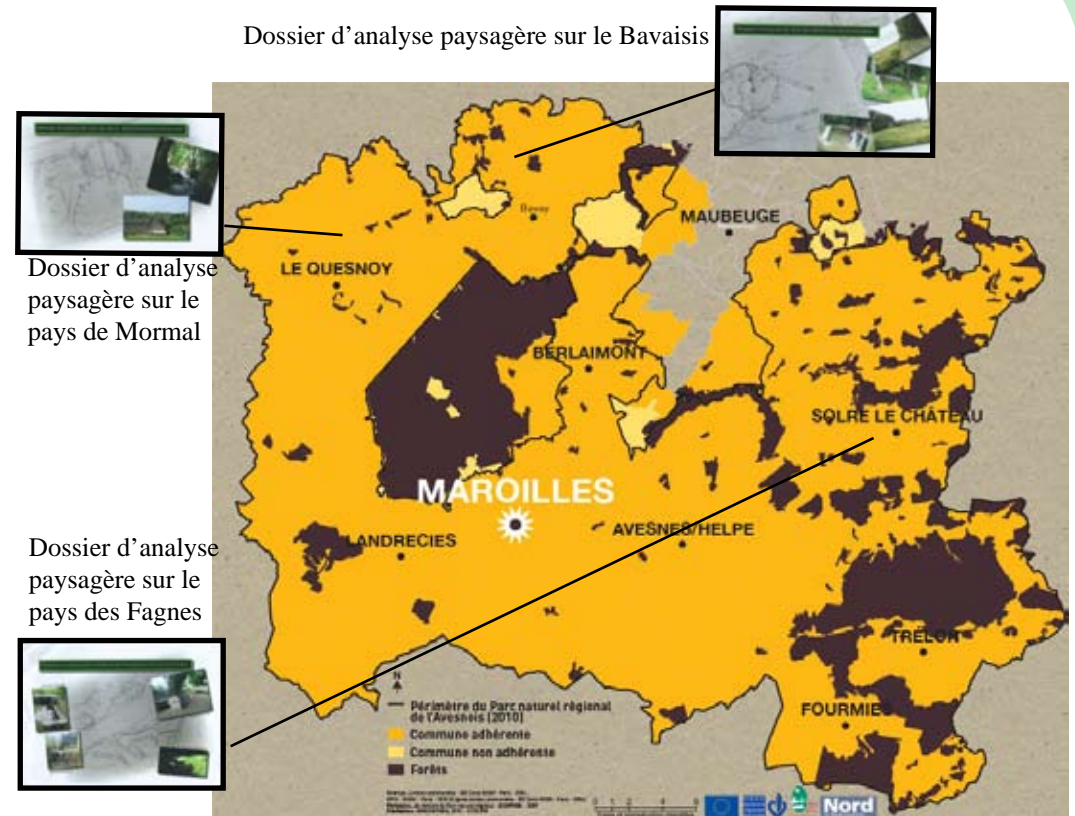 Dossier d'analyse paysagère sur le Bavaisis
Dossier d'analyse
paysagère sur le
pays de Mormal
Dossier d'analyse
paysagère sur le
pays des Fagnes
Bavay
MAUBEUGE
LE QUESNOY
BERLAIMONT
SOLRE LE CHÂTEAU
MAROILLES
LANDRECIES
AVESNES/HELPE
TRÉLON
FOURMIES
N
Périmètre du Parc naturel régional
de l'Avesnois (2010)
Commune adhérente
Commune non adhérente
Forêts
Nord